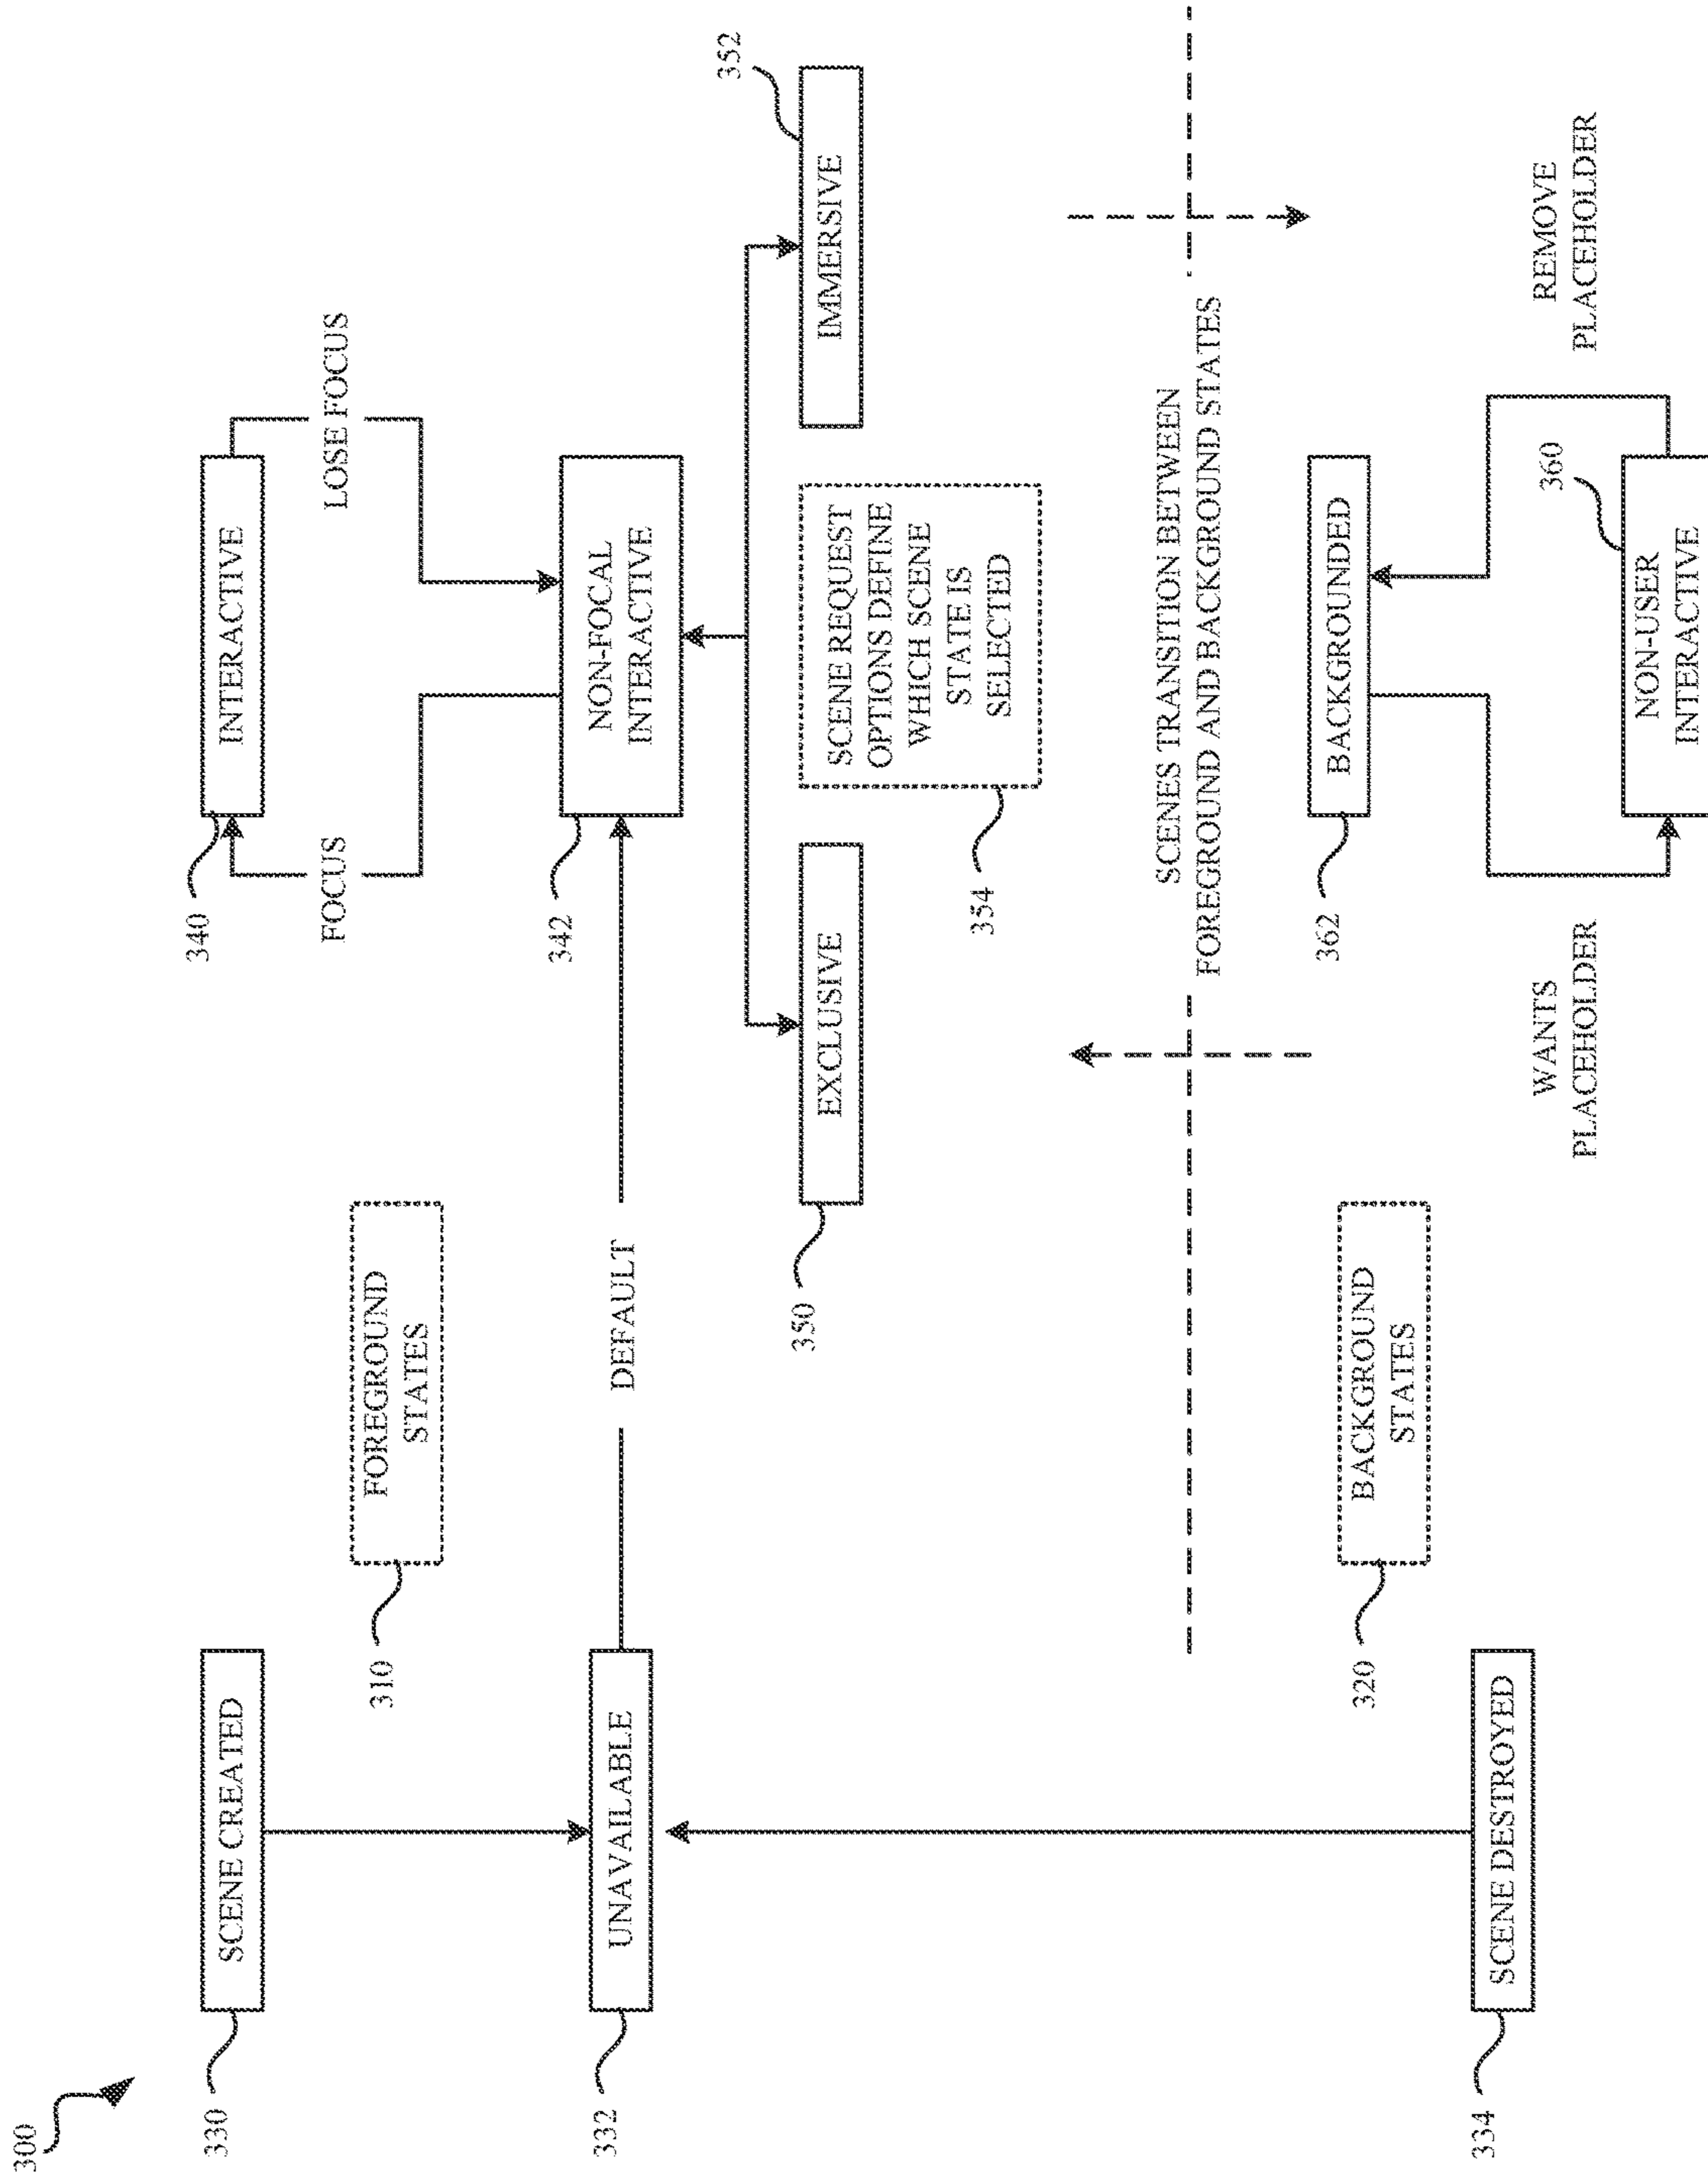 300
330
SCENE CREATED
310
FOREGROUND
STATES
340
INTERACTIVE
FOCUS
LOSE FOCUS
332
UNAVAILABLE
DEFAULT
342
NON-FOCAL
INTERACTIVE
350
EXCLUSIVE
354
SCENE REQUEST
OPTIONS DEFINE
WHICH SCENE
STATE IS
SELECTED
352
IMMERSIVE
SCENES TRANSITION BETWEEN
FOREGROUND AND BACKGROUND STATES
320
BACKGROUND
STATES
362
BACKGROUNDED
334
SCENE DESTROYED
WANTS
PLACEHOLDER
REMOVE
PLACEHOLDER
360
NON-USER
INTERACTIVE